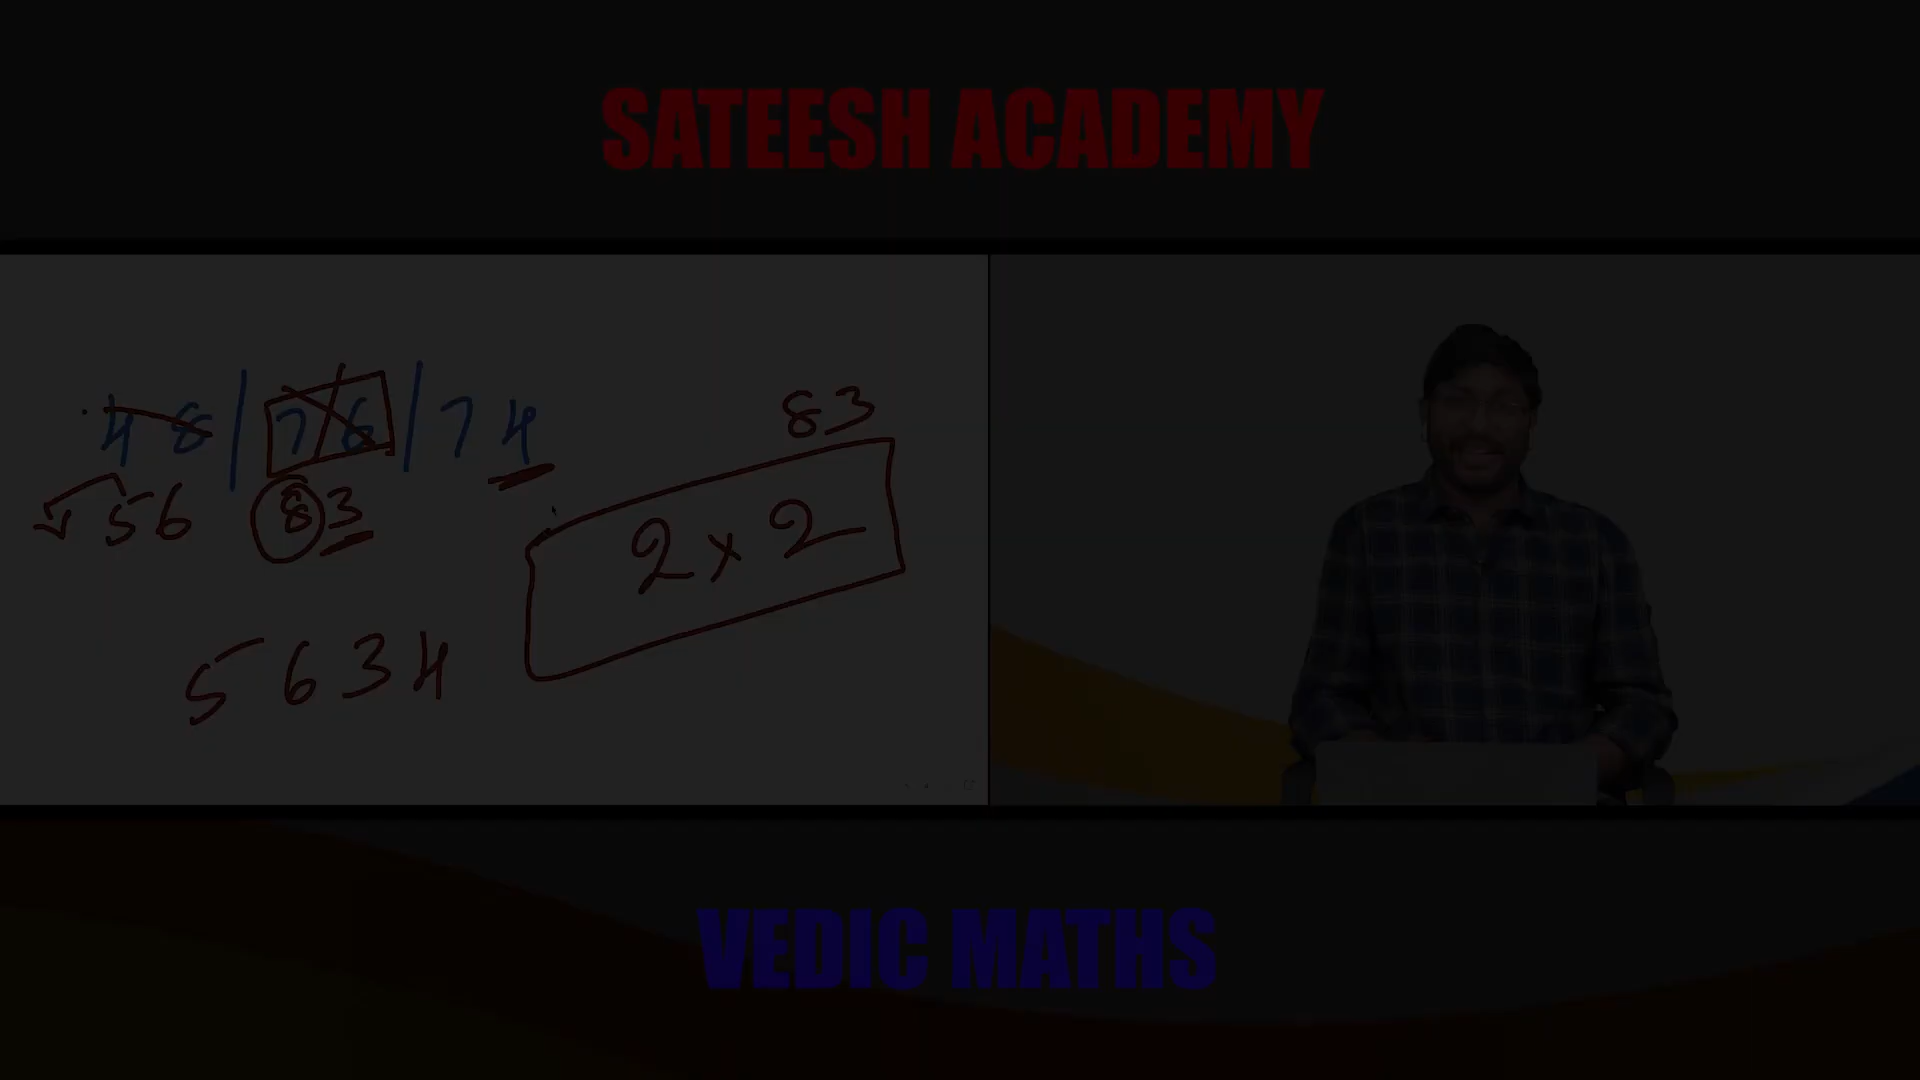 SATEESH ACADEMY
48/76/74
83
56 83
2 x 2
5634
VEDIC MATHS